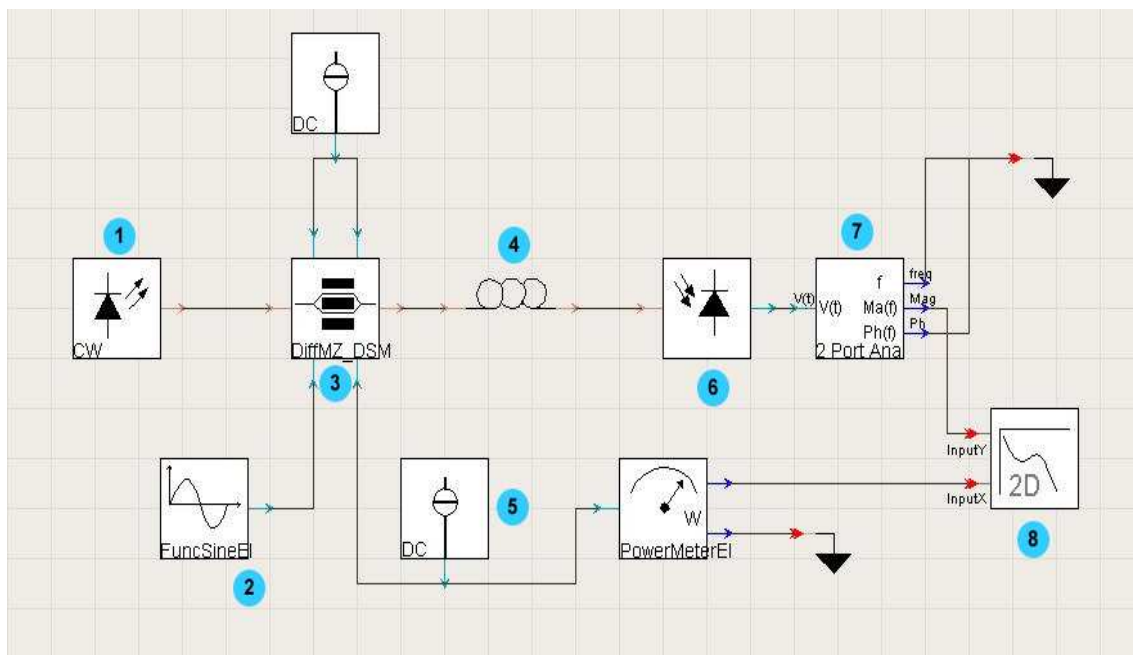 DC
1
4
7
CW
DiffMZ_DSM
3
6
V(t)
V(t)
f
Ma(f)
Ph(f)
2 Port Ana
freq
Mag
Ph
FuncSineEl
2
DC
5
W
PowerMeterEl
InputY
InputX
2D
8